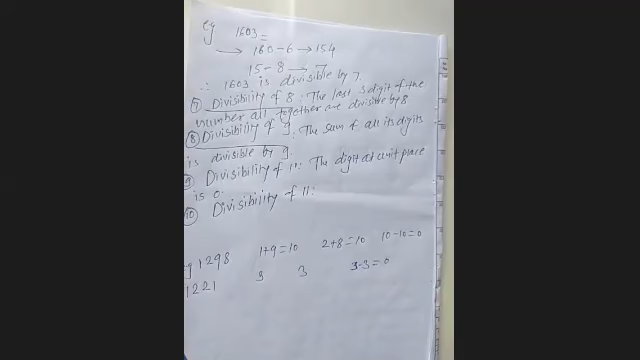 eg 1603 =
→ 160 - 6 → 154
15 - 8 → 7
∴ 1603 is divisible by 7.
⑦ Divisibility of 8: The last 3 digit of the
number all together are divisible by 8
⑧ Divisibility of 9: The sum of all its digits
is divisible by 9
⑨ Divisibility of 11: The digit at unit place
is 0.
⑩ Divisibility of 11:
eg 1298 1+9=10 2+8=10 10-10=0
1221 3 3 3-3=0